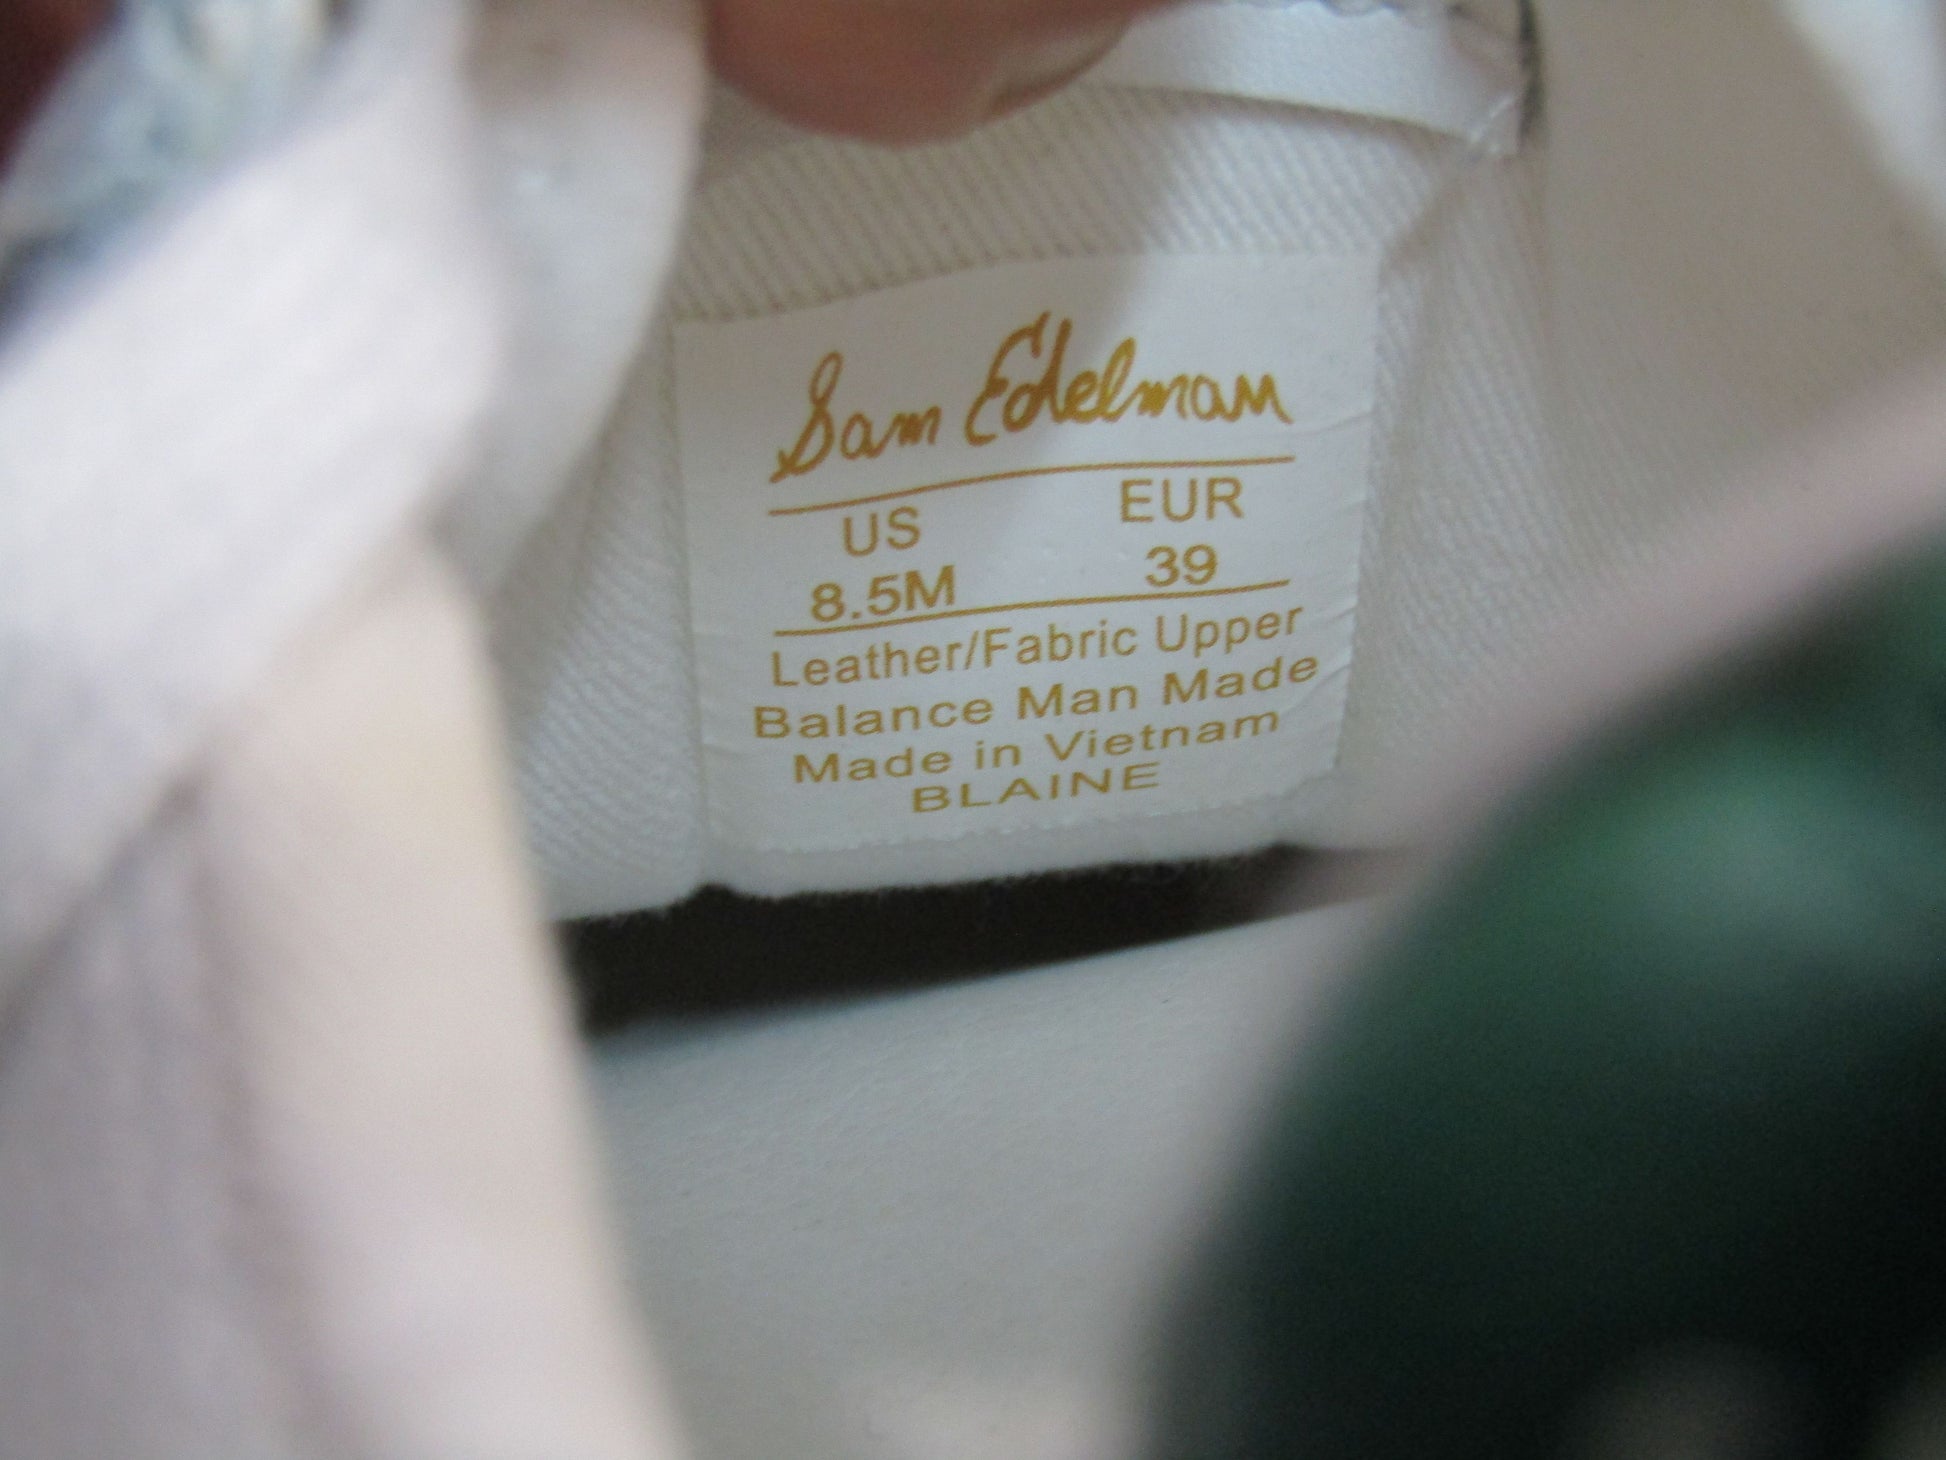 Sam Edelman
US EUR
8.5M 39
Leather/Fabric Upper
Balance Man Made
Made in Vietnam
BLAINE